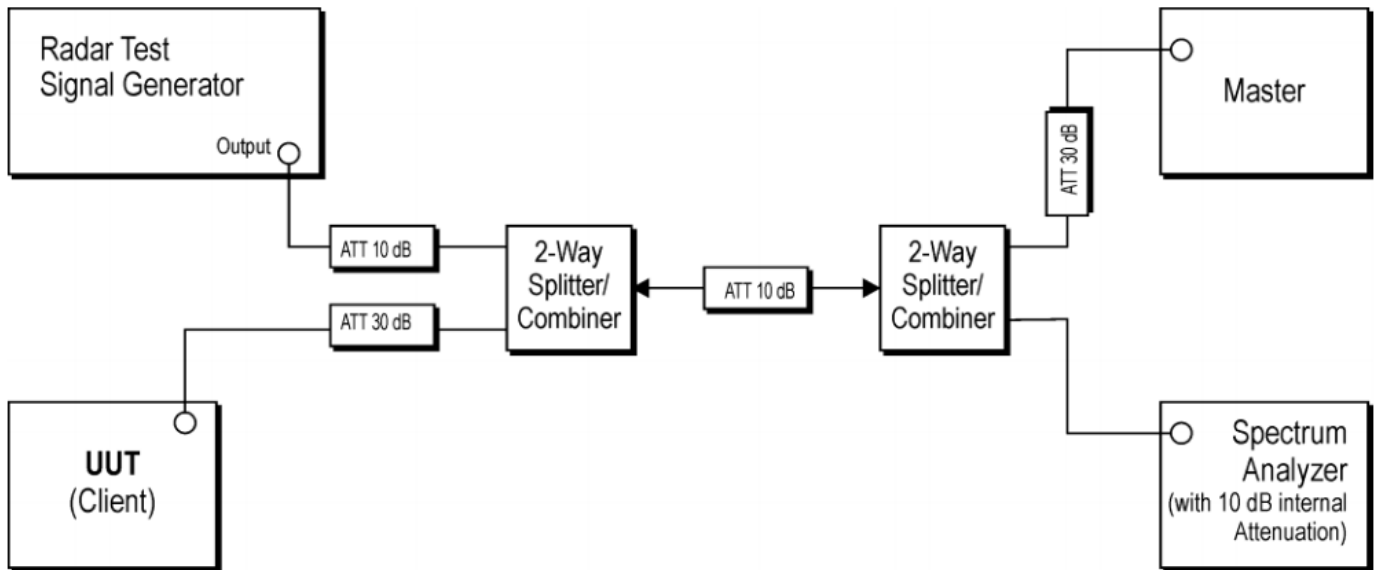 Radar Test
Signal Generator
Output
ATT 10 dB
ATT 30 dB
UUT
(Client)
2-Way
Splitter/
Combiner
ATT 10 dB
2-Way
Splitter/
Combiner
ATT 30 dB
Master
Spectrum
Analyzer
(with 10 dB internal
Attenuation)